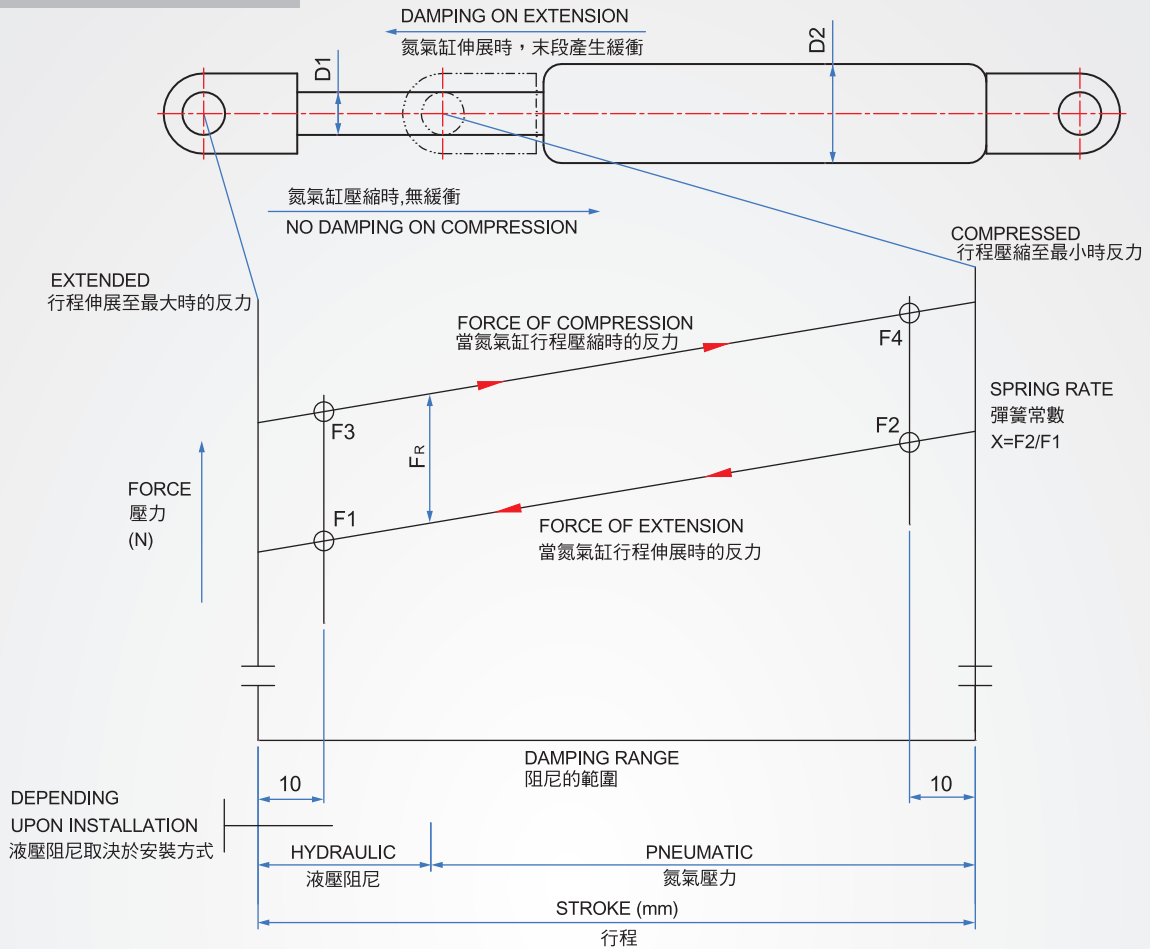 DAMPING ON EXTENSION
氮氣缸伸展時，末段產生緩衝
D1
D2
氮氣缸壓縮時,無緩衝
NO DAMPING ON COMPRESSION
COMPRESSED
行程壓縮至最小時反力
EXTENDED
行程伸展至最大時的反力
FORCE OF COMPRESSION
當氮氣缸行程壓縮時的反力
F4
F3
F2
FR
SPRING RATE
彈簧常數
X=F2/F1
FORCE
壓力
(N)
F1
FORCE OF EXTENSION
當氮氣缸行程伸展時的反力
DAMPING RANGE
阻尼的範圍
10
10
DEPENDING
UPON INSTALLATION
液壓阻尼取決於安裝方式
HYDRAULIC
液壓阻尼
PNEUMATIC
氮氣壓力
STROKE (mm)
行程